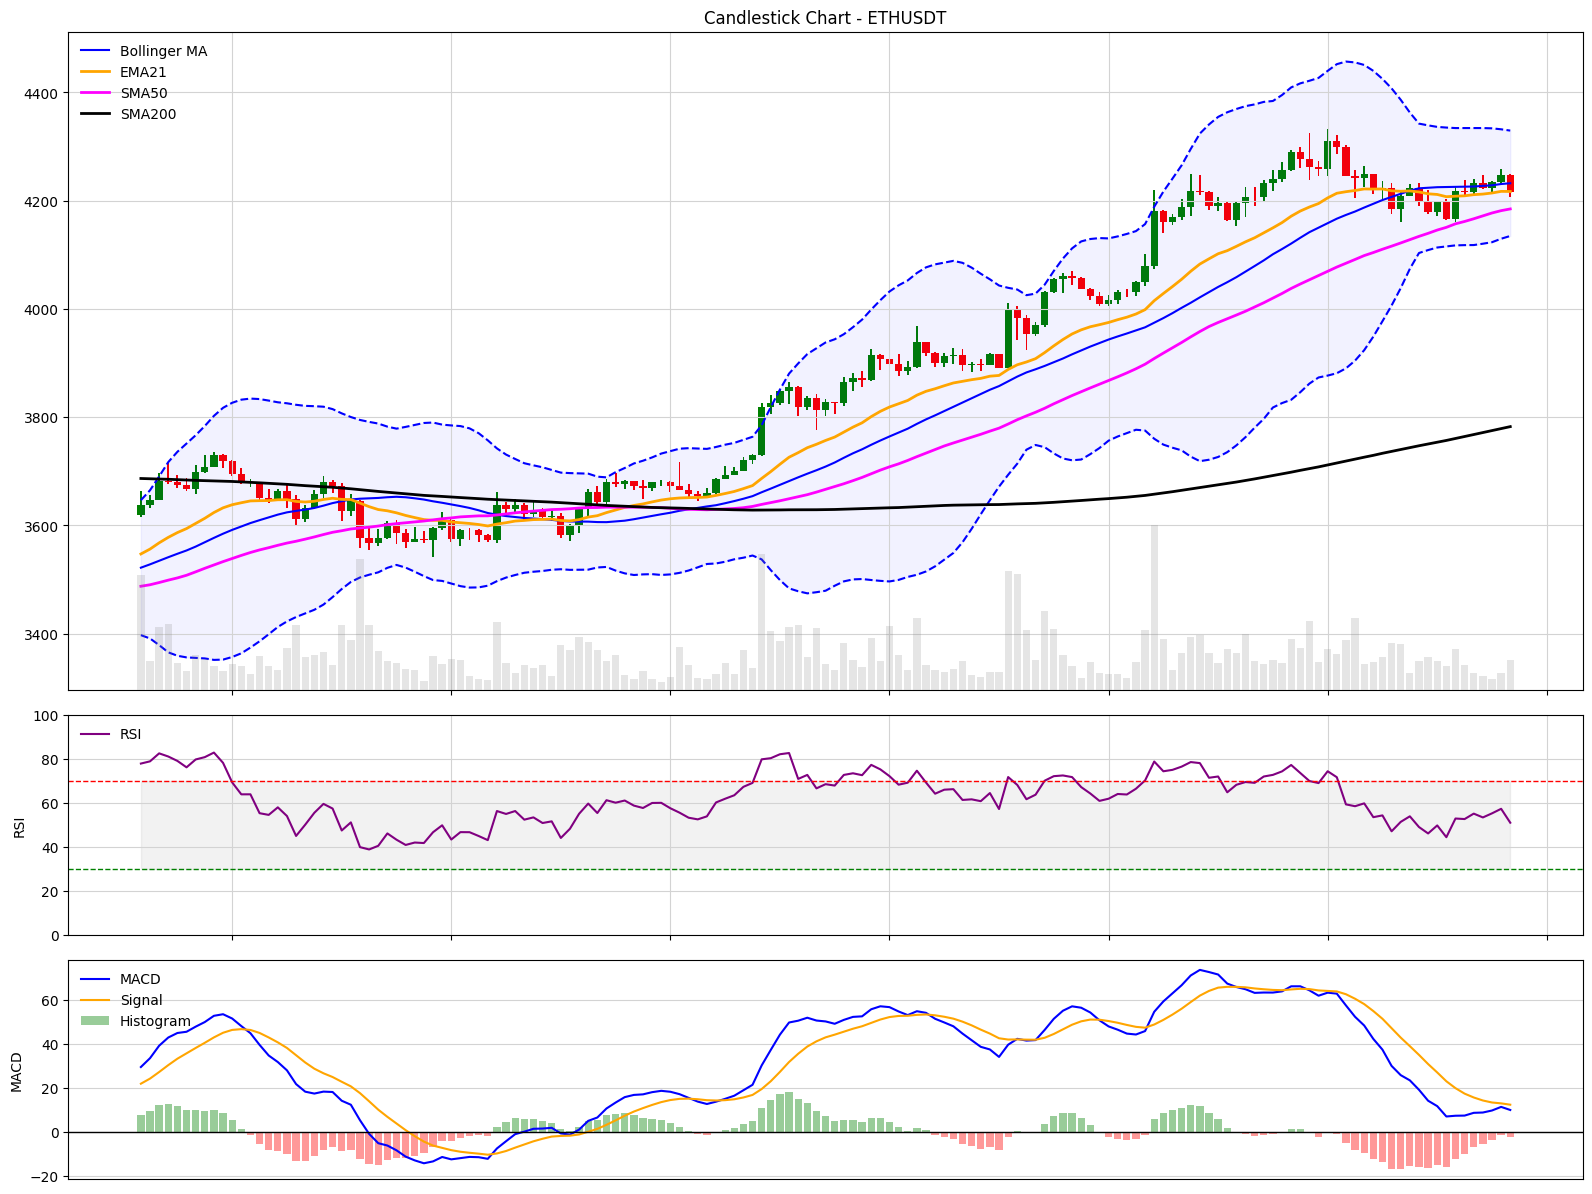 Candlestick Chart - ETHUSDT
Bollinger MA
EMA21
SMA50
SMA200
4400
4200
4000
3800
3600
3400
RSI
100
80
60
40
20
0
RSI
MACD
Signal
Histogram
60
40
20
0
−20
MACD